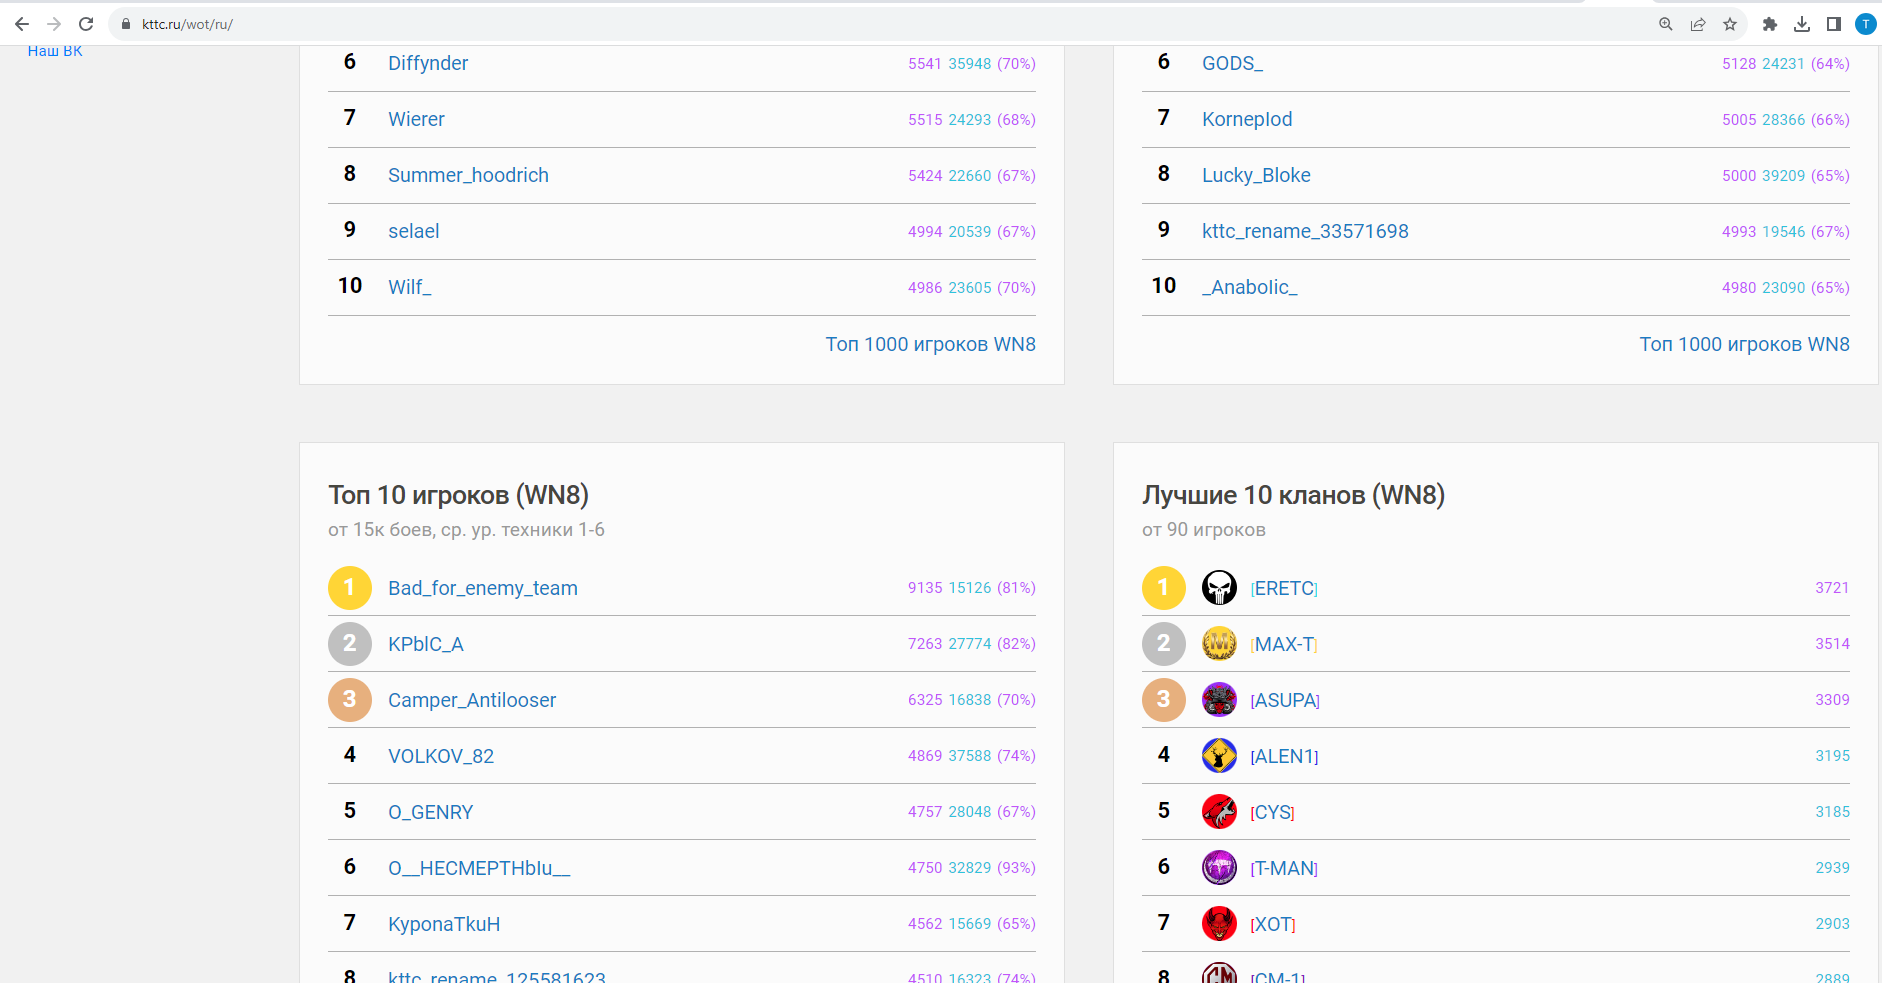 kttc.ru/wot/ru/
T
Наш ВК
6 Diffynder 5541 35948 (70%)
7 Wierer 5515 24293 (68%)
8 Summer_hoodrich 5424 22660 (67%)
9 selael 4994 20539 (67%)
10 Wilf_ 4986 23605 (70%)
Топ 1000 игроков WN8
6 GODS_ 5128 24231 (64%)
7 Korneplod 5005 28366 (66%)
8 Lucky_Bloke 5000 39209 (65%)
9 kttc_rename_33571698 4993 19546 (67%)
10 _Anabolic_ 4980 23090 (65%)
Топ 1000 игроков WN8
Топ 10 игроков (WN8)
от 15к боев, ср. ур. техники 1-6
1 Bad_for_enemy_team 9135 15126 (81%)
2 KPblC_A 7263 27774 (82%)
3 Camper_Antilooser 6325 16838 (70%)
4 VOLKOV_82 4869 37588 (74%)
5 O_GENRY 4757 28048 (67%)
6 O__HECMEPTHbIu__ 4750 32829 (93%)
7 KyponaTkuH 4562 15669 (65%)
8 kttc_rename_125581623 4510 16323 (74%)
Лучшие 10 кланов (WN8)
от 90 игроков
1 [ERETC] 3721
2 [MAX-T] 3514
3 [ASUPA] 3309
4 [ALEN1] 3195
5 [CYS] 3185
6 [T-MAN] 2939
7 [XOT] 2903
8 [CM-1] 2889